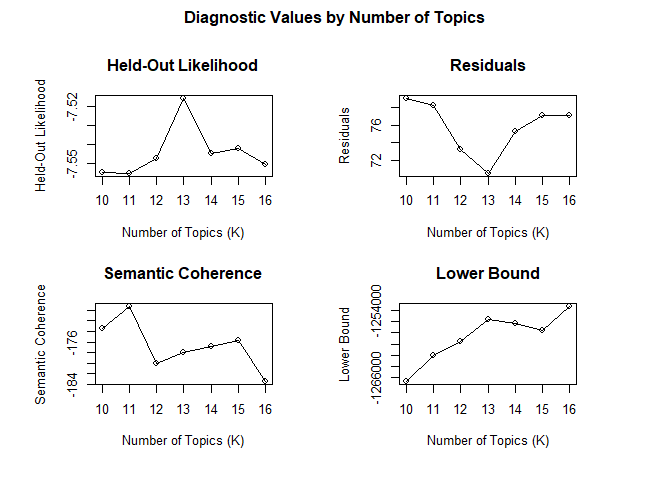 Diagnostic Values by Number of Topics
Held-Out Likelihood
Held-Out Likelihood
-7.55 -7.52
10 11 12 13 14 15 16
Number of Topics (K)
Residuals
Residuals
72 76
10 11 12 13 14 15 16
Number of Topics (K)
Semantic Coherence
Semantic Coherence
-184 -176
10 11 12 13 14 15 16
Number of Topics (K)
Lower Bound
Lower Bound
-1266000 -1254000
10 11 12 13 14 15 16
Number of Topics (K)